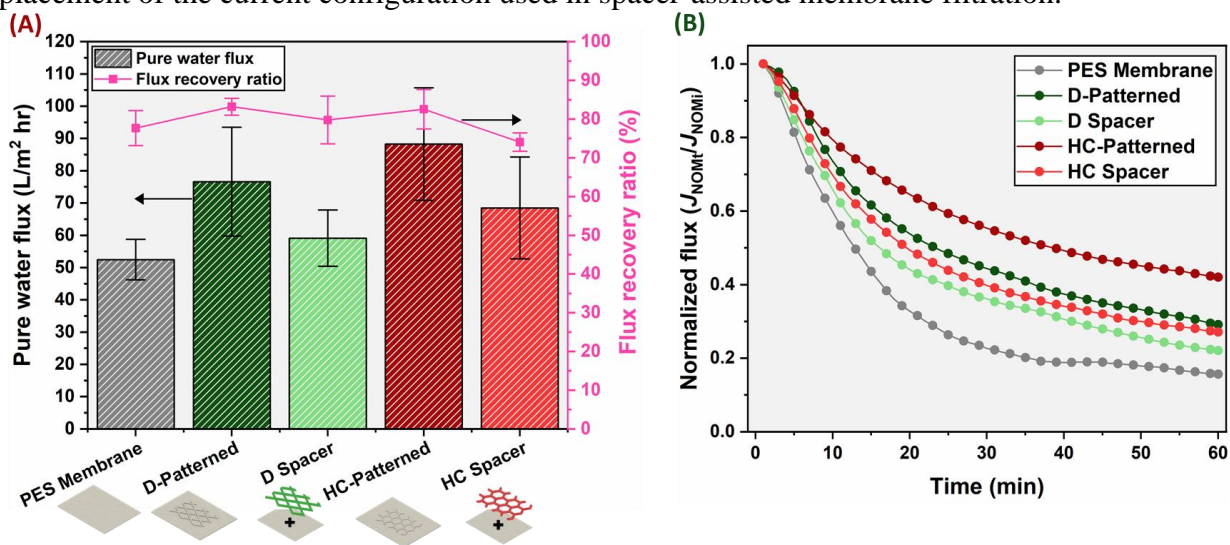 placement of the current configuration used in spacer-assisted membrane filtration.
(A)
120
110
100
90
80
70
60
50
40
30
20
10
0
Pure water flux (L/m² hr)
Pure water flux
Flux recovery ratio
100
90
80
70
60
50
40
30
20
10
0
Flux recovery ratio (%)
PES Membrane
D-Patterned
D Spacer
HC-Patterned
HC Spacer
+
+
(B)
1.0
0.8
0.6
0.4
0.2
0.0
Normalized flux (J_NOMt/J_NOMi)
PES Membrane
D-Patterned
D Spacer
HC-Patterned
HC Spacer
0 10 20 30 40 50 60
Time (min)